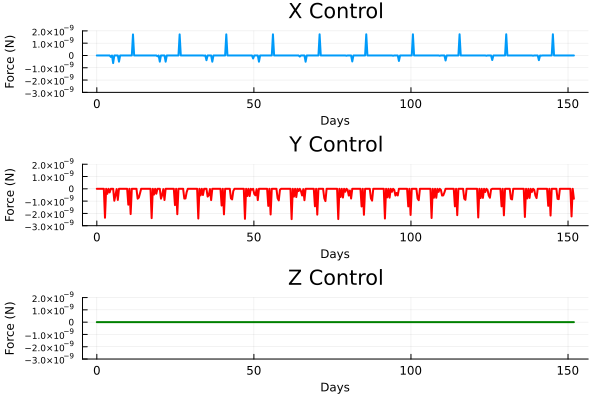 X Control
2.0×10⁻⁹
1.0×10⁻⁹
0
−1.0×10⁻⁹
−2.0×10⁻⁹
−3.0×10⁻⁹
Force (N)
0 50 100 150
Days
Y Control
2.0×10⁻⁹
1.0×10⁻⁹
0
−1.0×10⁻⁹
−2.0×10⁻⁹
−3.0×10⁻⁹
Force (N)
0 50 100 150
Days
Z Control
2.0×10⁻⁹
1.0×10⁻⁹
0
−1.0×10⁻⁹
−2.0×10⁻⁹
−3.0×10⁻⁹
Force (N)
0 50 100 150
Days